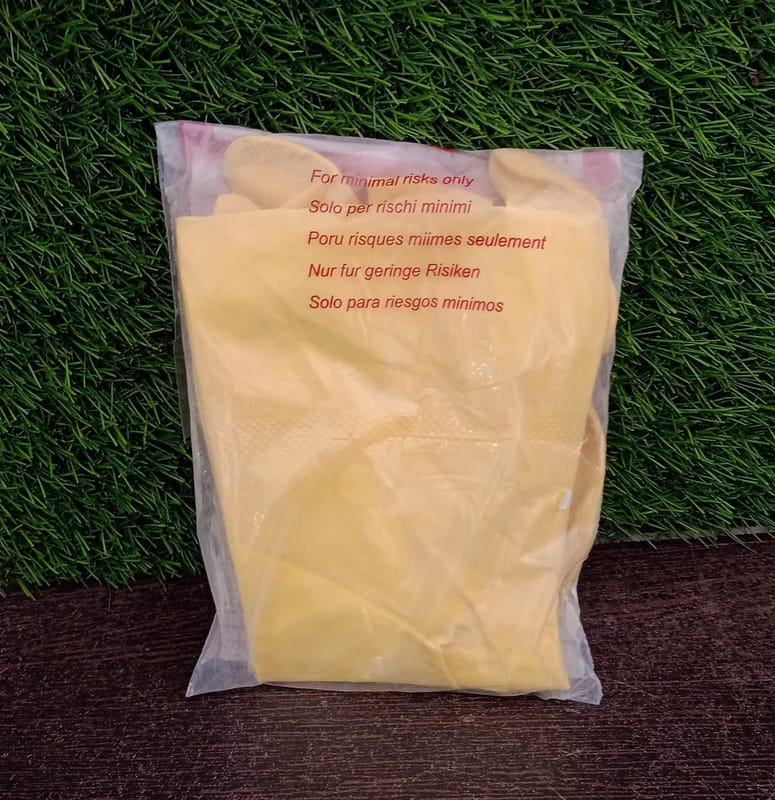 For minimal risks only
Solo per rischi minimi
Poru risques miimes seulement
Nur fur geringe Risiken
Solo para riesgos minimos